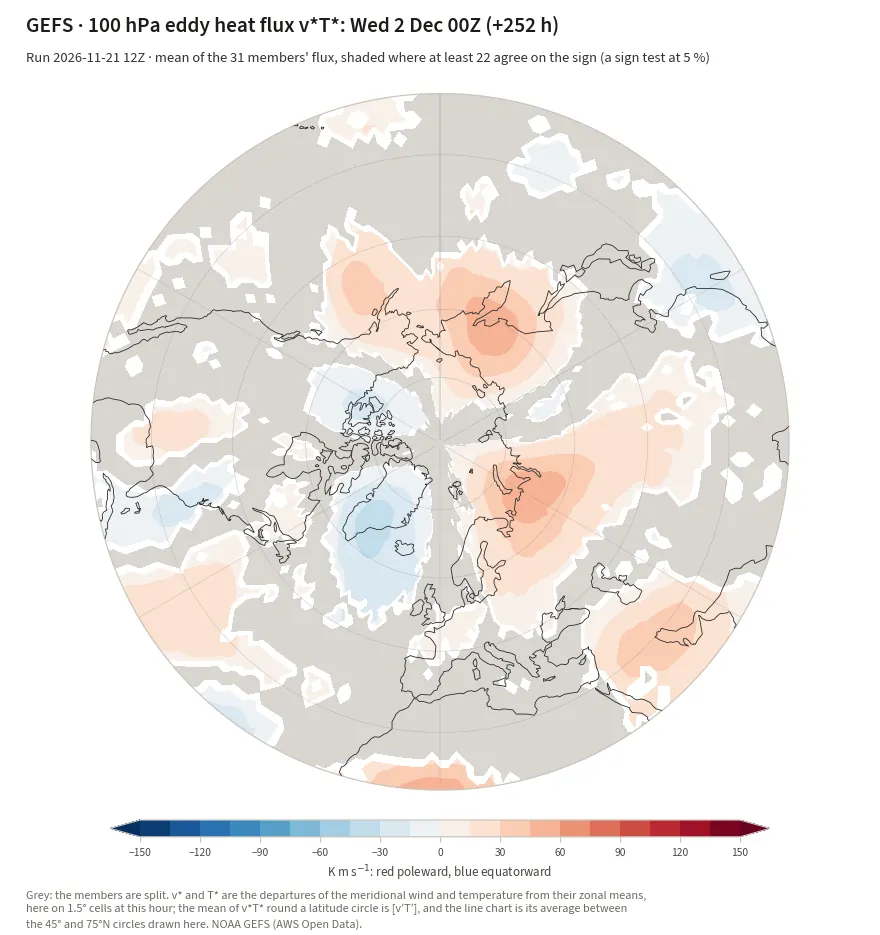 GEFS · 100 hPa eddy heat flux v*T*: Wed 2 Dec 00Z (+252 h)
Run 2026-11-21 12Z · mean of the 31 members' flux, shaded where at least 22 agree on the sign (a sign test at 5 %)
−150 −120 −90 −60 −30 0 30 60 90 120 150
K m s⁻¹: red poleward, blue equatorward
Grey: the members are split. v* and T* are the departures of the meridional wind and temperature from their zonal means,
here on 1.5° cells at this hour; the mean of v*T* round a latitude circle is [v'T'], and the line chart is its average between
the 45° and 75°N circles drawn here. NOAA GEFS (AWS Open Data).